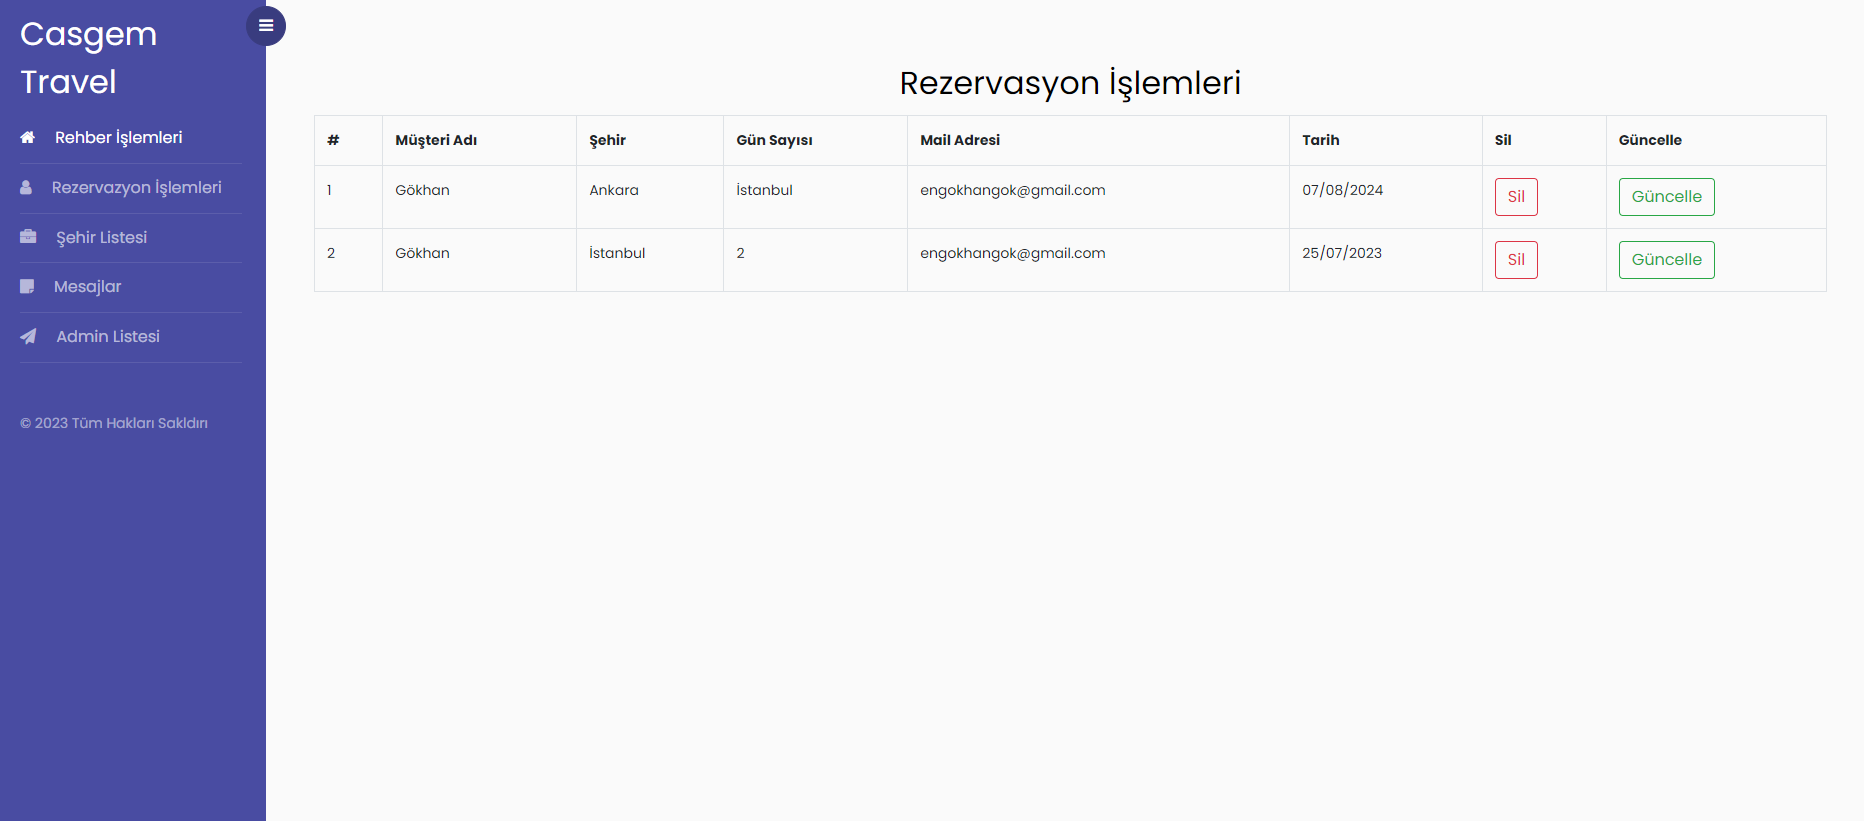 Casgem
Travel
Rehber İşlemleri
Rezervazyon İşlemleri
Şehir Listesi
Mesajlar
Admin Listesi
© 2023 Tüm Hakları Sakldırı
Rezervasyon İşlemleri
# Müşteri Adı Şehir Gün Sayısı Mail Adresi Tarih Sil Güncelle
1 Gökhan Ankara İstanbul engokhangok@gmail.com 07/08/2024 Sil Güncelle
2 Gökhan İstanbul 2 engokhangok@gmail.com 25/07/2023 Sil Güncelle